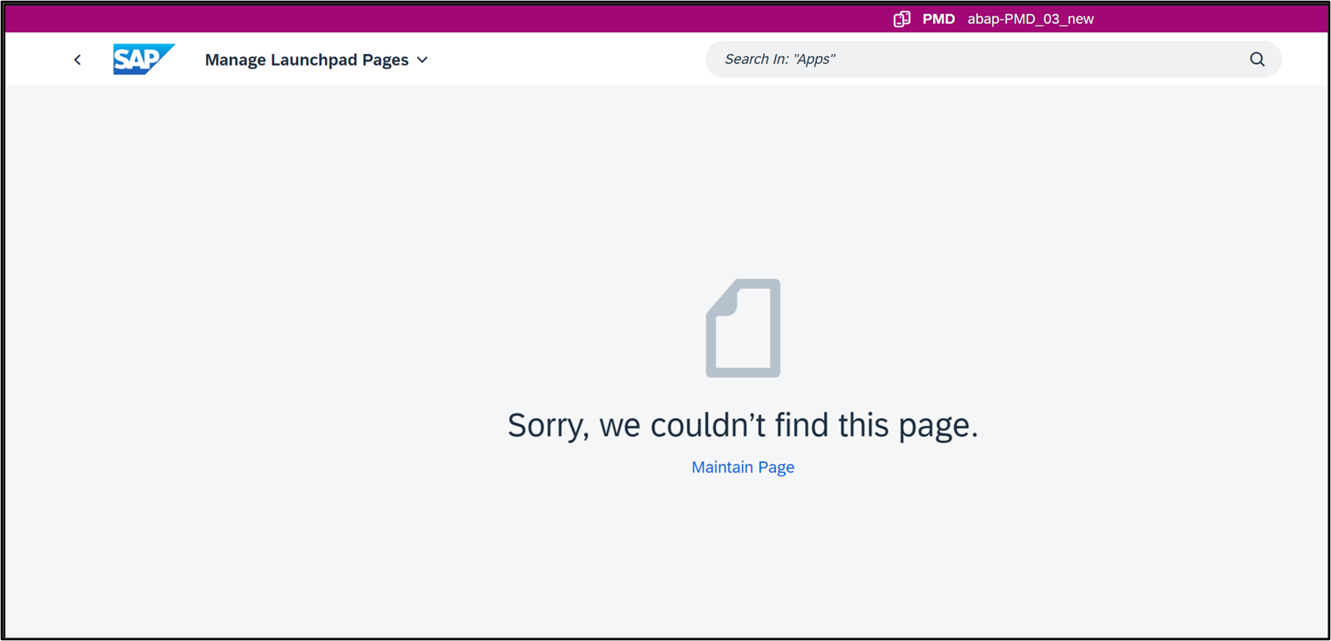 PMD abap-PMD_03_new
SAP Manage Launchpad Pages Search In: "Apps"
Sorry, we couldn’t find this page.
Maintain Page